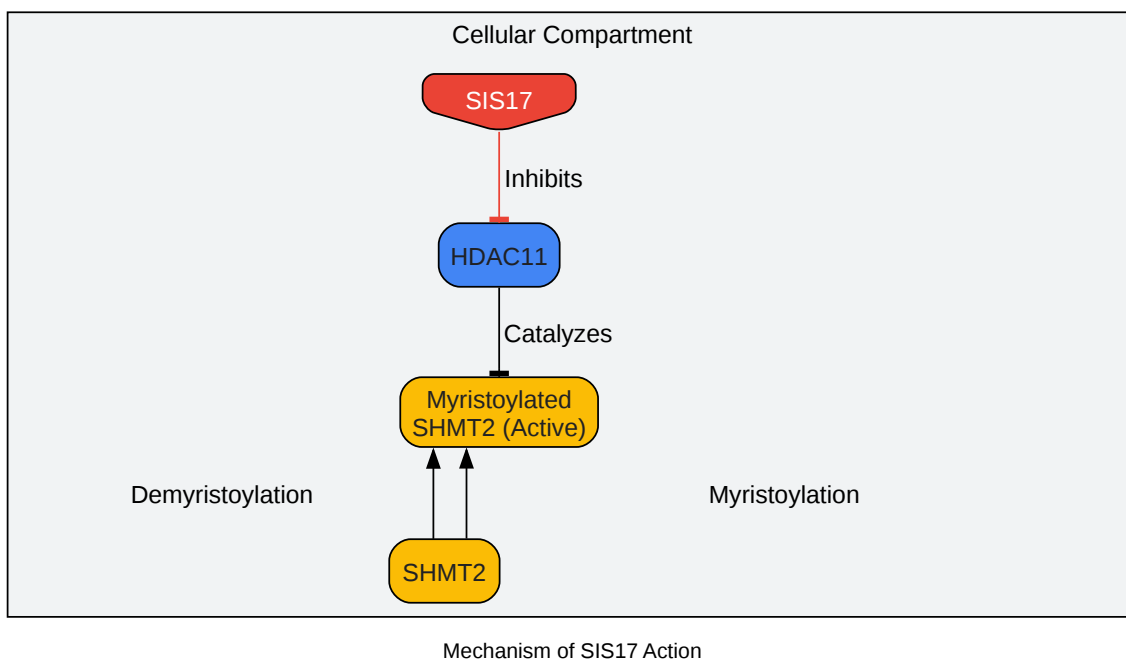 Cellular Compartment
SIS17
Inhibits
HDAC11
Catalyzes
Myristoylated
SHMT2 (Active)
Demyristoylation
Myristoylation
SHMT2
Mechanism of SIS17 Action